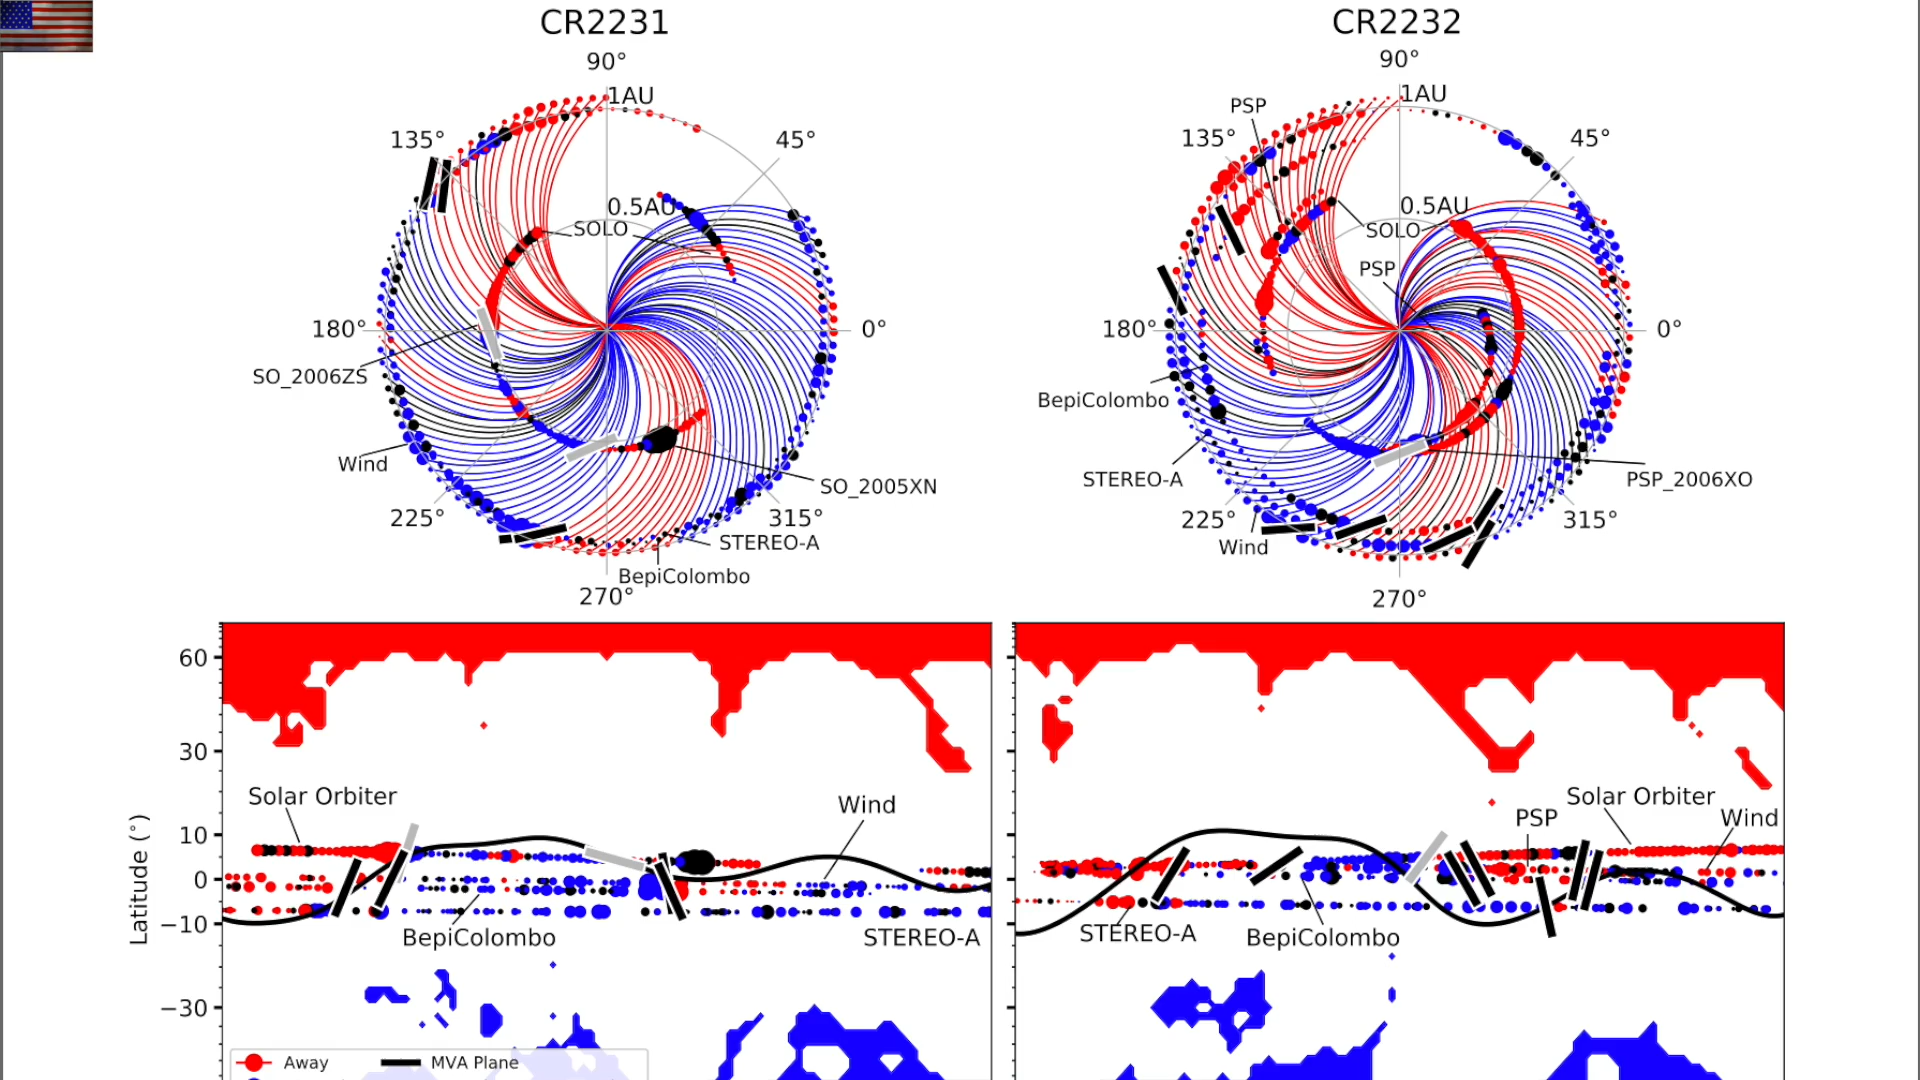 CR2231
90°
1AU
135°
45°
0.5AU
SOLO
180°
0°
SO_2006ZS
Wind
SO_2005XN
225°
315°
STEREO-A
BepiColombo
270°
CR2232
90°
1AU
PSP
135°
45°
0.5AU
SOLO
PSP
180°
0°
BepiColombo
STEREO-A
PSP_2006XO
225°
315°
Wind
270°
Latitude (°)
60
30
10
0
−10
−30
Solar Orbiter
Wind
BepiColombo
STEREO-A
Away
MVA Plane
Solar Orbiter
PSP
Wind
STEREO-A
BepiColombo